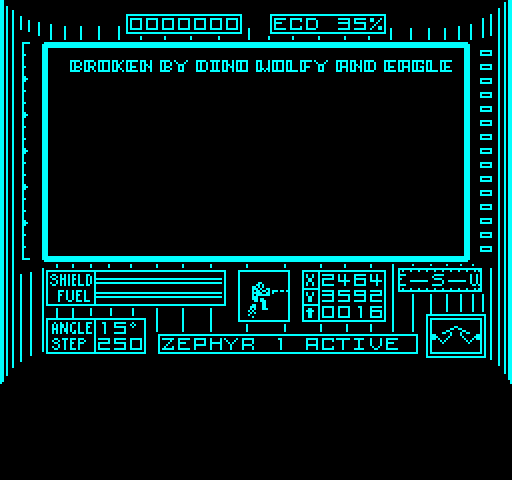 0000000 ECD 35%
BROKEN BY DINO WOLFY AND EAGLE
SHIELD
FUEL
X 2464
Y 3592
0016
E-S-W
ANGLE 15°
STEP 250
ZEPHYR 1 ACTIVE